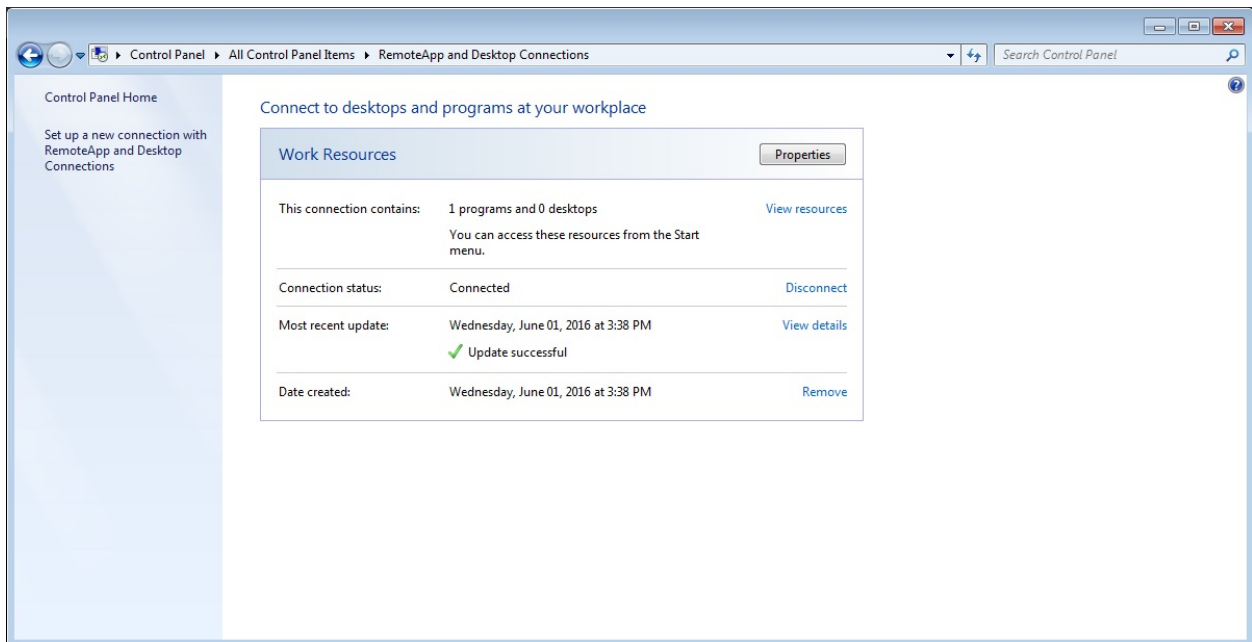 Control Panel ▸ All Control Panel Items ▸ RemoteApp and Desktop Connections
Search Control Panel
Control Panel Home
Set up a new connection with
RemoteApp and Desktop
Connections
Connect to desktops and programs at your workplace
Work Resources
Properties
This connection contains: 1 programs and 0 desktops View resources
You can access these resources from the Start
menu.
Connection status: Connected Disconnect
Most recent update: Wednesday, June 01, 2016 at 3:38 PM View details
Update successful
Date created: Wednesday, June 01, 2016 at 3:38 PM Remove